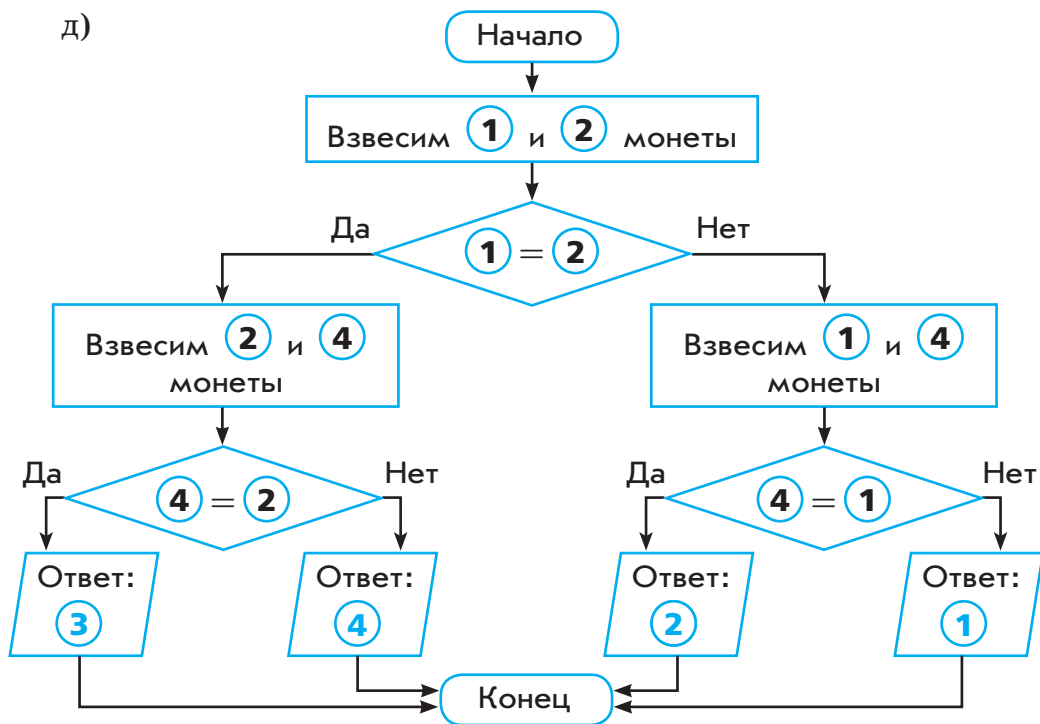 д)
Начало
Взвесим 1 и 2 монеты
Да
Нет
1 = 2
Взвесим 2 и 4
монеты
Взвесим 1 и 4
монеты
Да
Нет
4 = 2
Да
Нет
4 = 1
Ответ:
3
Ответ:
4
Ответ:
2
Ответ:
1
Конец